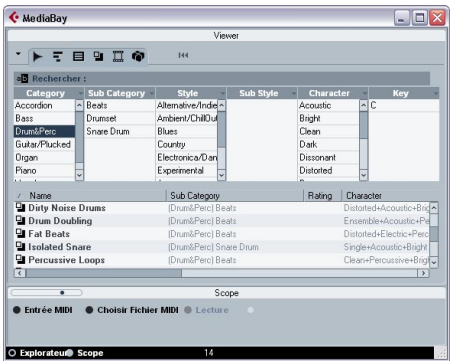 MediaBay
Viewer
Rechercher :
Category Sub Category Style Sub Style Character Key
Accordion Beats Alternative/Indie Acoustic C
Bass Drumset Ambient/ChillOut Bright
Drum&Perc Snare Drum Blues Clean
Guitar/Plucked Country Dark
Organ Electronica/Dan Dissonant
Piano Experimental Distorted
Name Sub Category Rating Character
Dirty Noise Drums (Drum&Perc) Beats Distorted+Acoustic+Brig
Drum Doubling (Drum&Perc) Beats Ensemble+Acoustic+Pe
Fat Beats (Drum&Perc) Beats Distorted+Electric+Perc
Isolated Snare (Drum&Perc) Snare Drum Single+Acoustic+Bright
Percussive Loops (Drum&Perc) Beats Clean+Percussive+Brigh
Scope
Entrée MIDI Choisir Fichier MIDI Lecture
Explorateur Scope 14